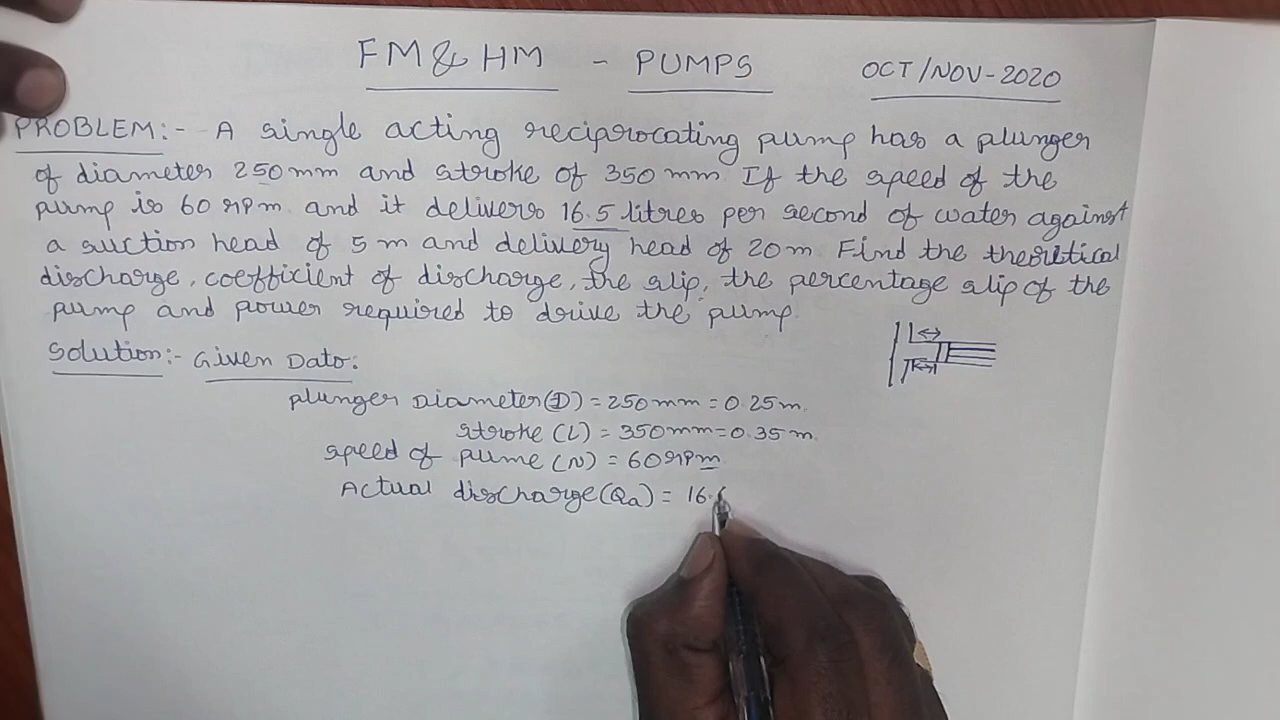 FM & HM - PUMPS OCT/NOV-2020
PROBLEM:- A single acting reciprocating pump has a plunger
of diameter 250 mm and stroke of 350 mm. If the speed of the
pump is 60 rpm and it delivers 16.5 litres per second of water against
a suction head of 5 m and delivery head of 20 m. Find the theoretical
discharge, coefficient of discharge, the slip, the percentage slip of the
pump and power required to drive the pump.
Solution:- Given Data:
plunger Diameter(D) = 250 mm = 0.25 m.
stroke (L) = 350 mm = 0.35 m.
speed of pume (N) = 60 rpm
Actual discharge (Qa) = 16.